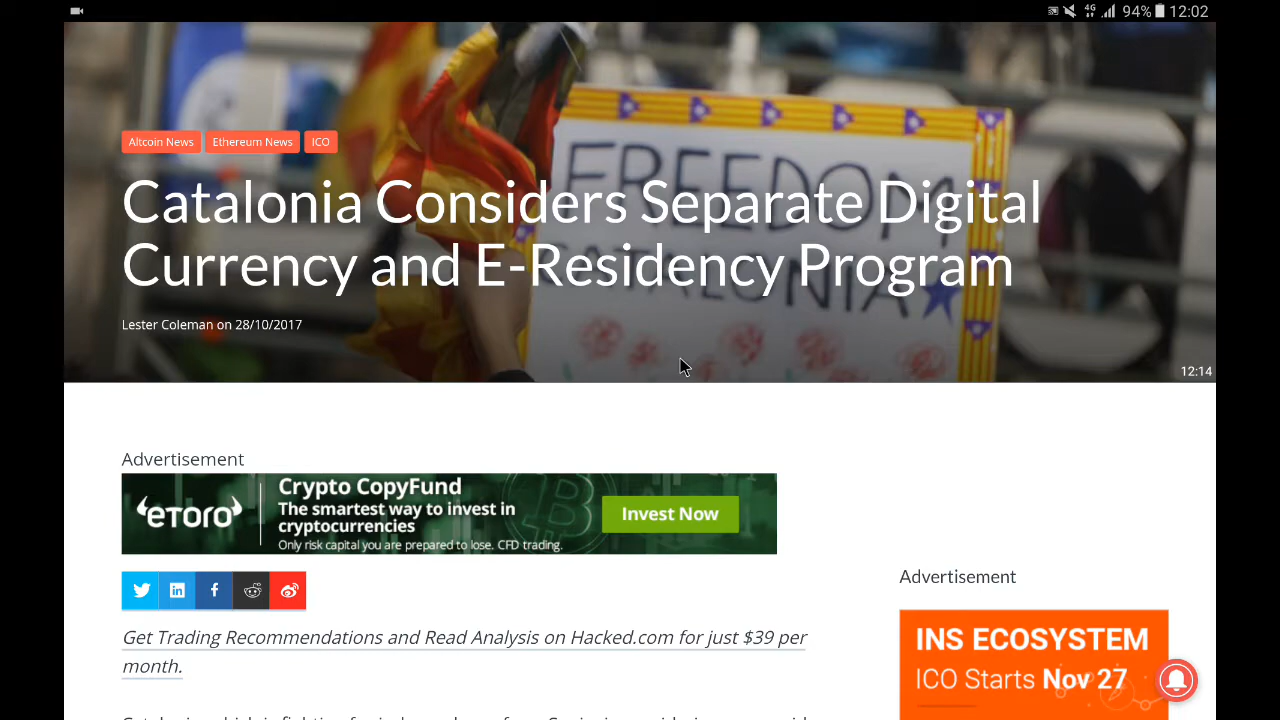 4G 94% 12:02
FREEDOM
CATALONIA
Altcoin News Ethereum News ICO
Catalonia Considers Separate Digital
Currency and E-Residency Program
Lester Coleman on 28/10/2017
12:14
Advertisement
eToro
Crypto CopyFund
The smartest way to invest in
cryptocurrencies
Only risk capital you are prepared to lose. CFD trading.
Invest Now
Get Trading Recommendations and Read Analysis on Hacked.com for just $39 per
month.
Advertisement
INS ECOSYSTEM
ICO Starts Nov 27